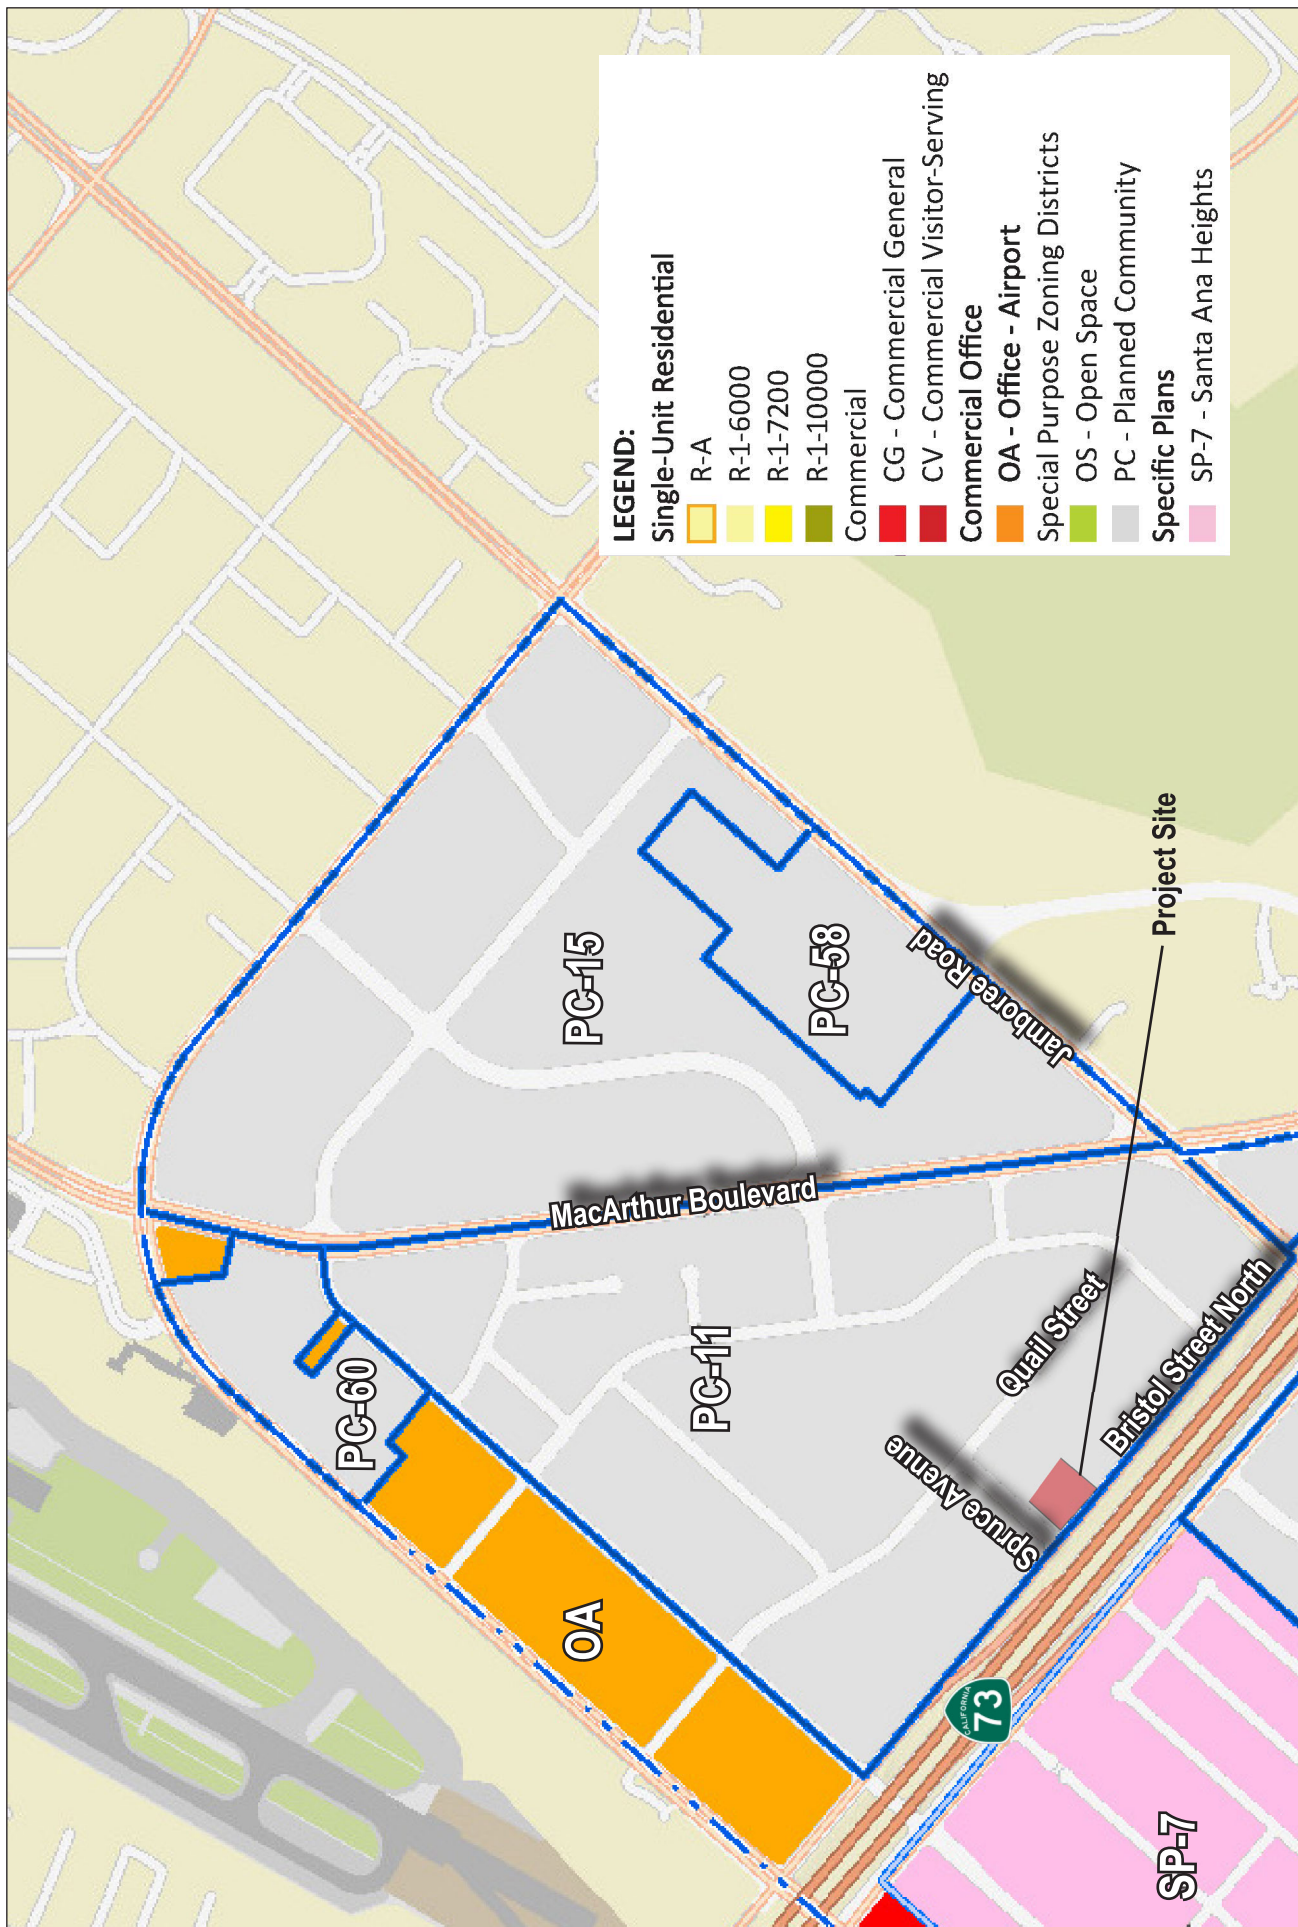 LEGEND:
Single-Unit Residential
R-A
R-1-6000
R-1-7200
R-1-10000
Commercial
CG - Commercial General
CV - Commercial Visitor-Serving
Commercial Office
OA - Office - Airport
Special Purpose Zoning Districts
OS - Open Space
PC - Planned Community
Specific Plans
SP-7 - Santa Ana Heights
PC-60
OA
PC-15
MacArthur Boulevard
PC-11
PC-58
Jamboree Road
Spruce Avenue
Quail Street
Bristol Street North
Project Site
CALIFORNIA
73
SP-7